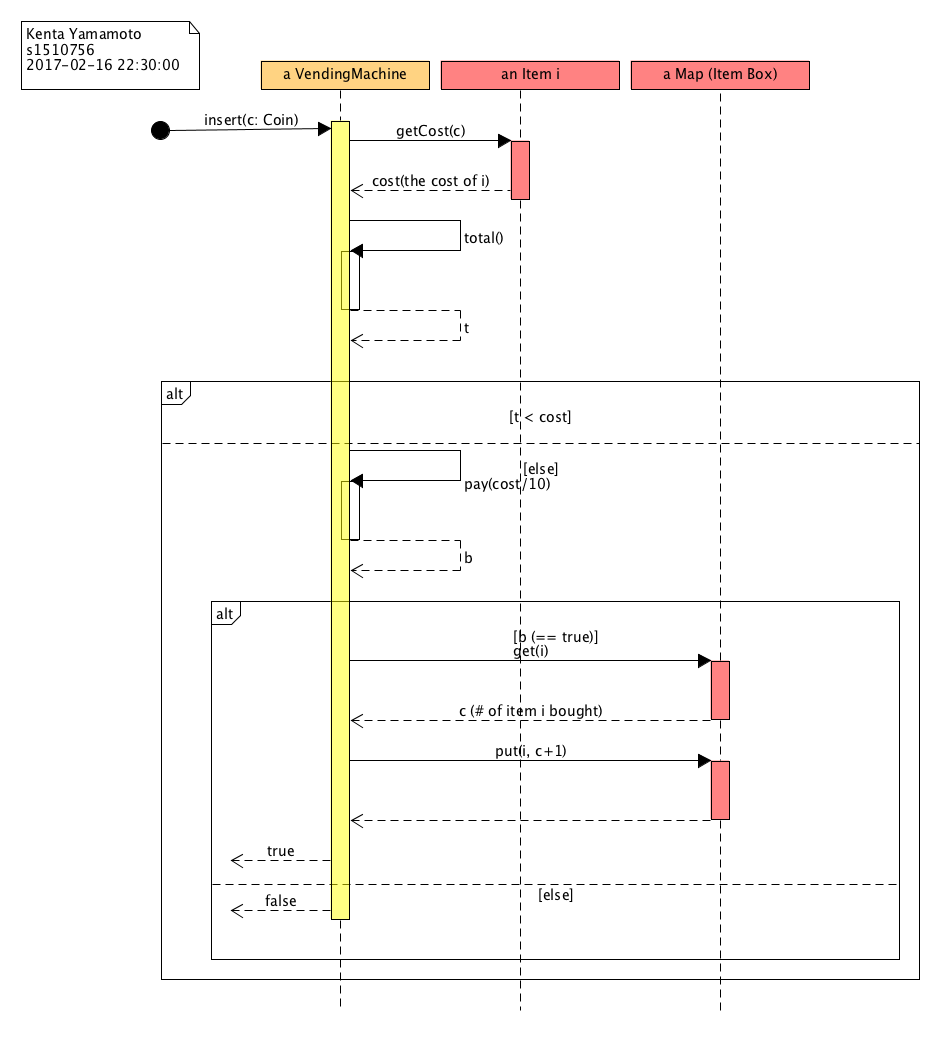 Kenta Yamamoto
s1510756
2017-02-16 22:30:00
a VendingMachine
an Item i
a Map (Item Box)
insert(c: Coin)
getCost(c)
cost(the cost of i)
total()
t
alt
[t < cost]
[else]
pay(cost/10)
b
alt
[b (== true)]
get(i)
c (# of item i bought)
put(i, c+1)
true
[else]
false